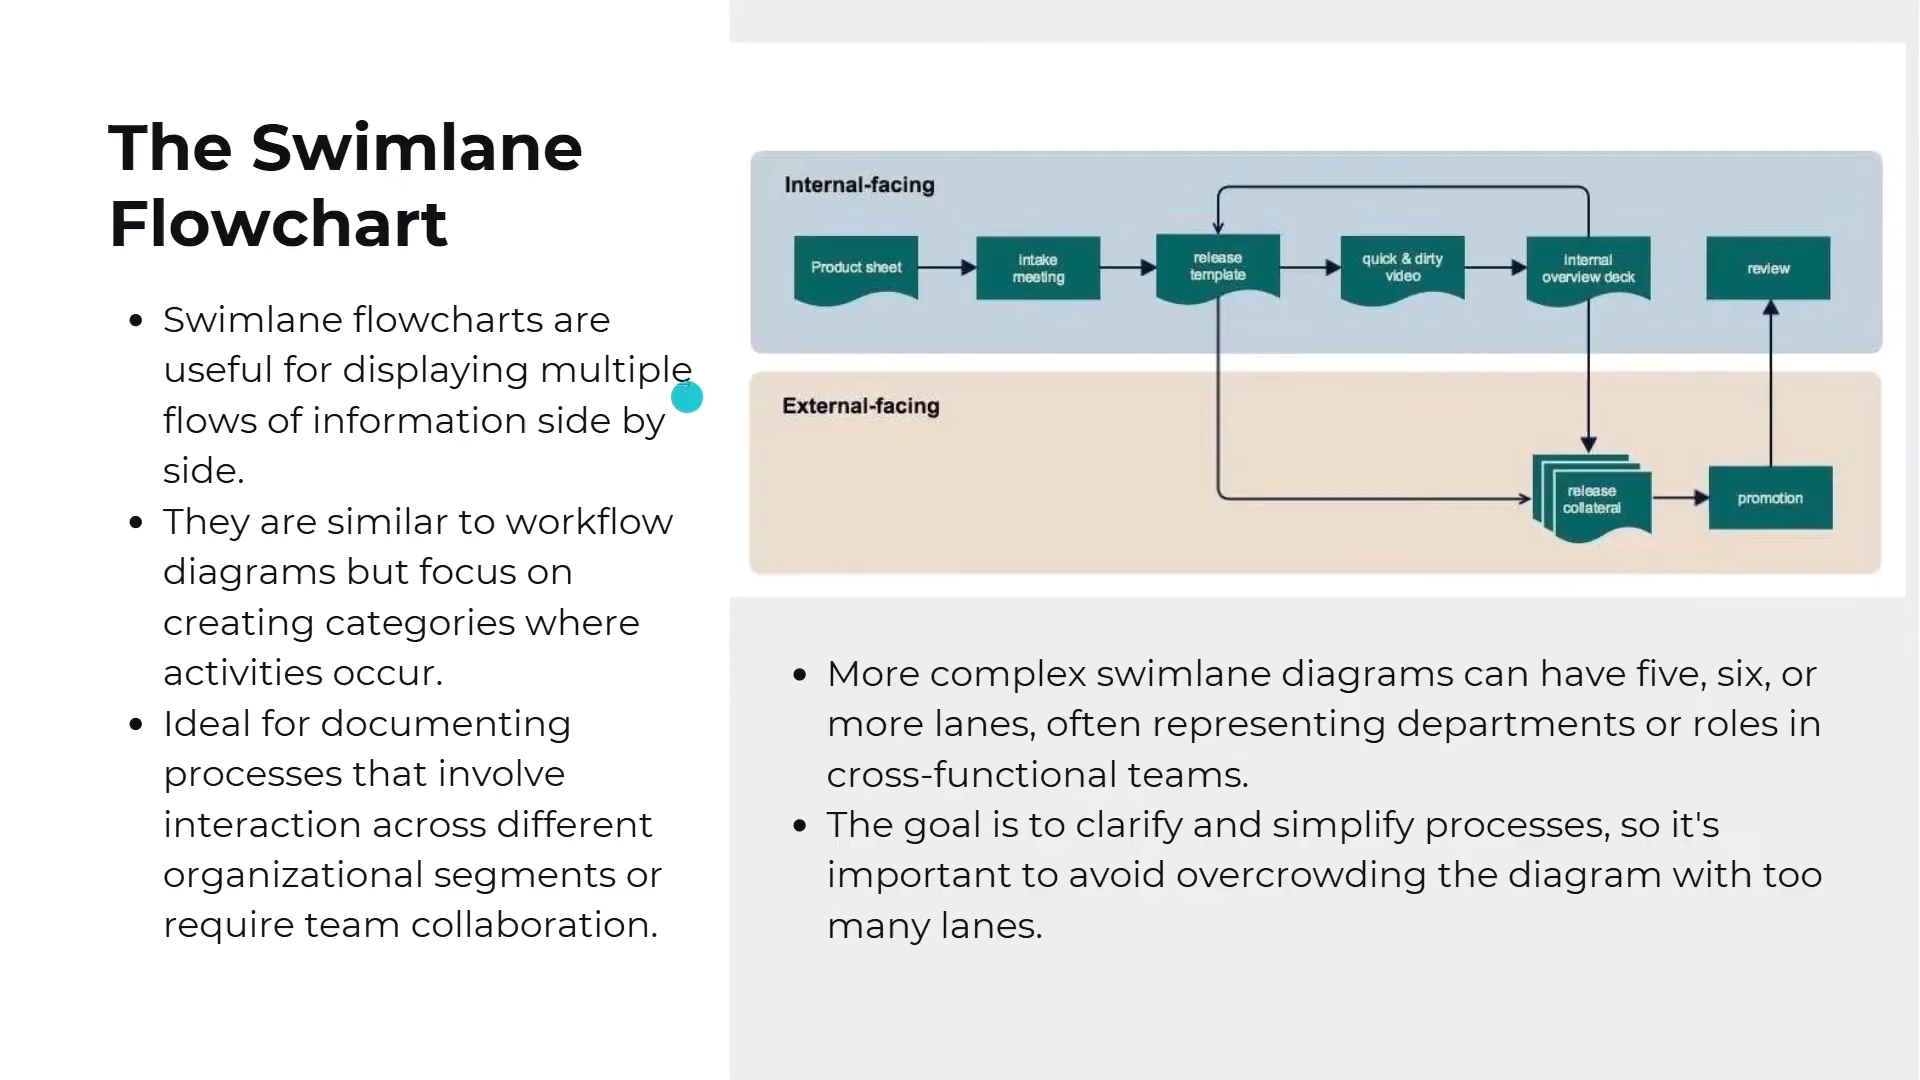 The Swimlane
Flowchart
• Swimlane flowcharts are
useful for displaying multiple
flows of information side by
side.
• They are similar to workflow
diagrams but focus on
creating categories where
activities occur.
• Ideal for documenting
processes that involve
interaction across different
organizational segments or
require team collaboration.
Internal-facing
Product sheet
intake
meeting
release
template
quick & dirty
video
internal
overview deck
review
External-facing
release
collateral
promotion
• More complex swimlane diagrams can have five, six, or
more lanes, often representing departments or roles in
cross-functional teams.
• The goal is to clarify and simplify processes, so it's
important to avoid overcrowding the diagram with too
many lanes.